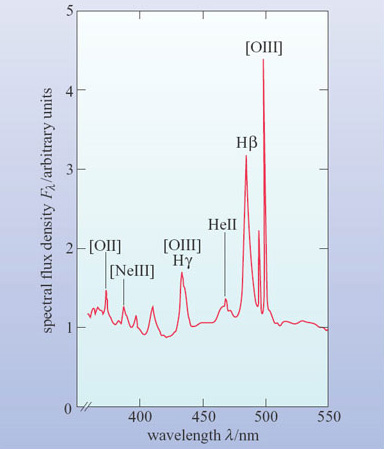 5
4
3
2
1
0
spectral flux density Fλ/arbitrary units
[OIII]
Hβ
HeII
[OII]
[OIII]
Hγ
[NeIII]
400
450
500
550
wavelength λ/nm